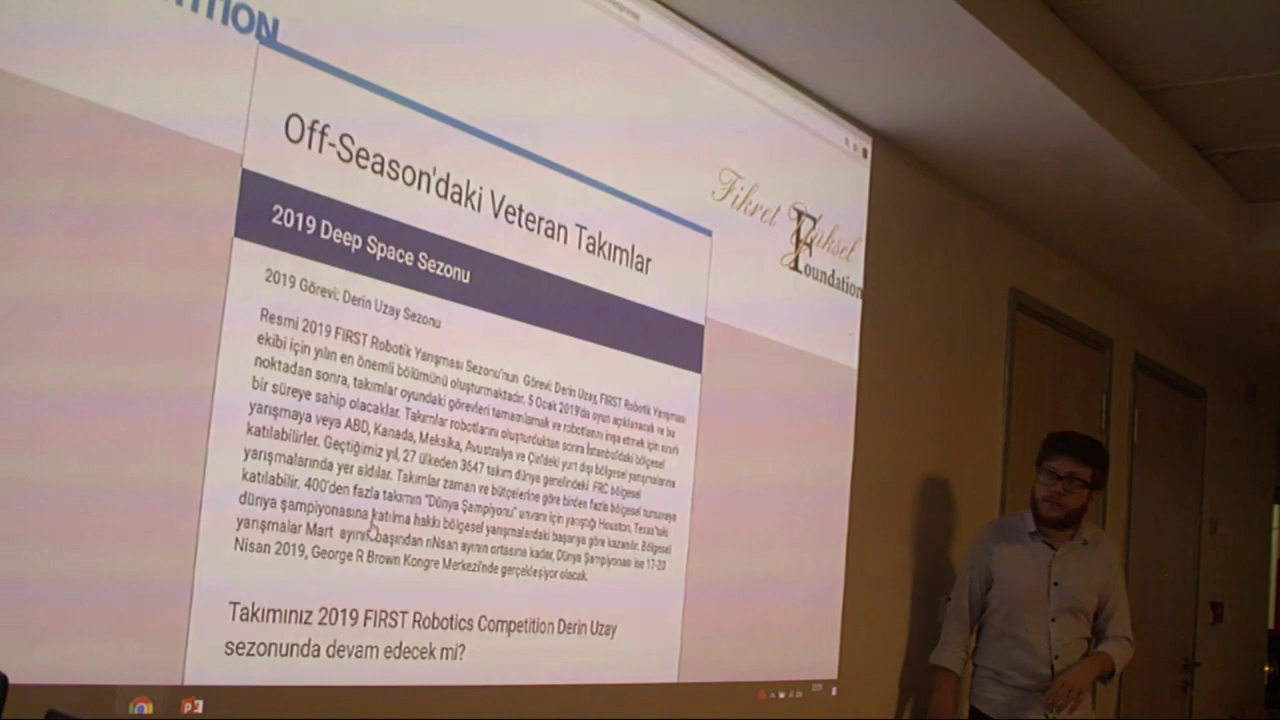 TION
Fikret Yüksel
Foundation
Off-Season'daki Veteran Takımlar
2019 Deep Space Sezonu
2019 Görevi: Derin Uzay Sezonu
Resmi 2019 FIRST Robotik Yarışması Sezonu'nun Görevi: Derin Uzay, FIRST Robotik Yarışması
ekibi için yılın en önemli bölümünü oluşturmaktadır. 5 Ocak 2019'da oyun açıklanacak ve bu
noktadan sonra, takımlar oyundaki görevleri tamamlamak ve robotlarını inşa etmek için sınırlı
bir süreye sahip olacaklar. Takımlar robotlarını oluşturduktan sonra İstanbul'daki bölgesel
yarışmaya veya ABD, Kanada, Meksika, Avustralya ve Çin'deki yurt dışı bölgesel yarışmalarına
katılabilirler. Geçtiğimiz yıl, 27 ülkeden 3647 takım dünya genelindeki FRC bölgesel
yarışmalarında yer aldılar. Takımlar zaman ve bütçelerine göre birden fazla bölgesel turnuvaya
katılabilir. 400'den fazla takımın "Dünya Şampiyonu" unvanı için yarıştığı Houston, Texas'taki
dünya şampiyonasına katılma hakkı bölgesel yarışmalardaki başarıya göre kazanılır. Bölgesel
yarışmalar Mart ayının başından nNsan ayının ortasına kadar, Dünya Şampiyonası ise 17-20
Nisan 2019, George R Brown Kongre Merkezi'nde gerçekleşiyor olacak.
Takımınız 2019 FIRST Robotics Competition Derin Uzay
sezonunda devam edecek mi?